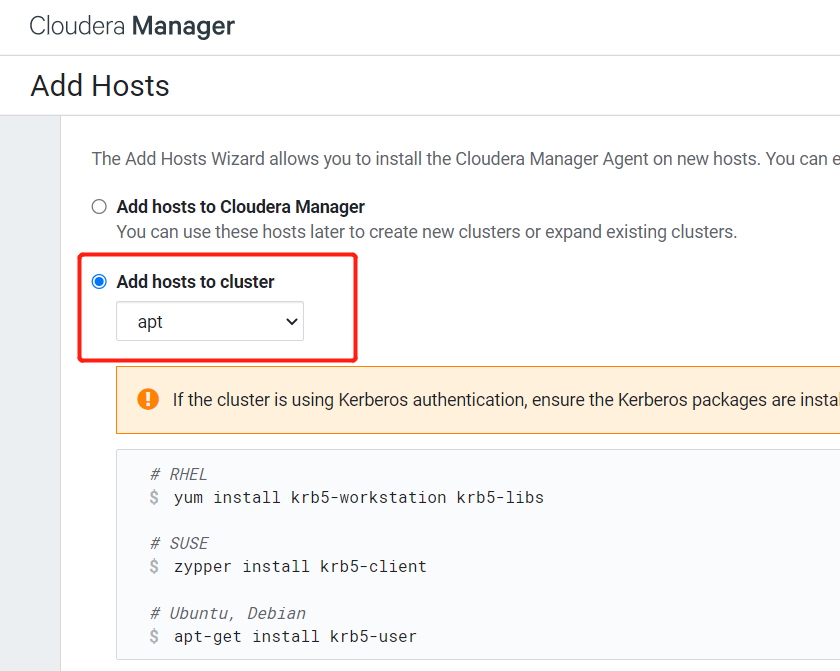 Cloudera Manager
Add Hosts
The Add Hosts Wizard allows you to install the Cloudera Manager Agent on new hosts. You can
Add hosts to Cloudera Manager
You can use these hosts later to create new clusters or expand existing clusters.
Add hosts to cluster
apt
If the cluster is using Kerberos authentication, ensure the Kerberos packages are
# RHEL
$ yum install krb5-workstation krb5-libs
# SUSE
$ zypper install krb5-client
# Ubuntu, Debian
$ apt-get install krb5-user